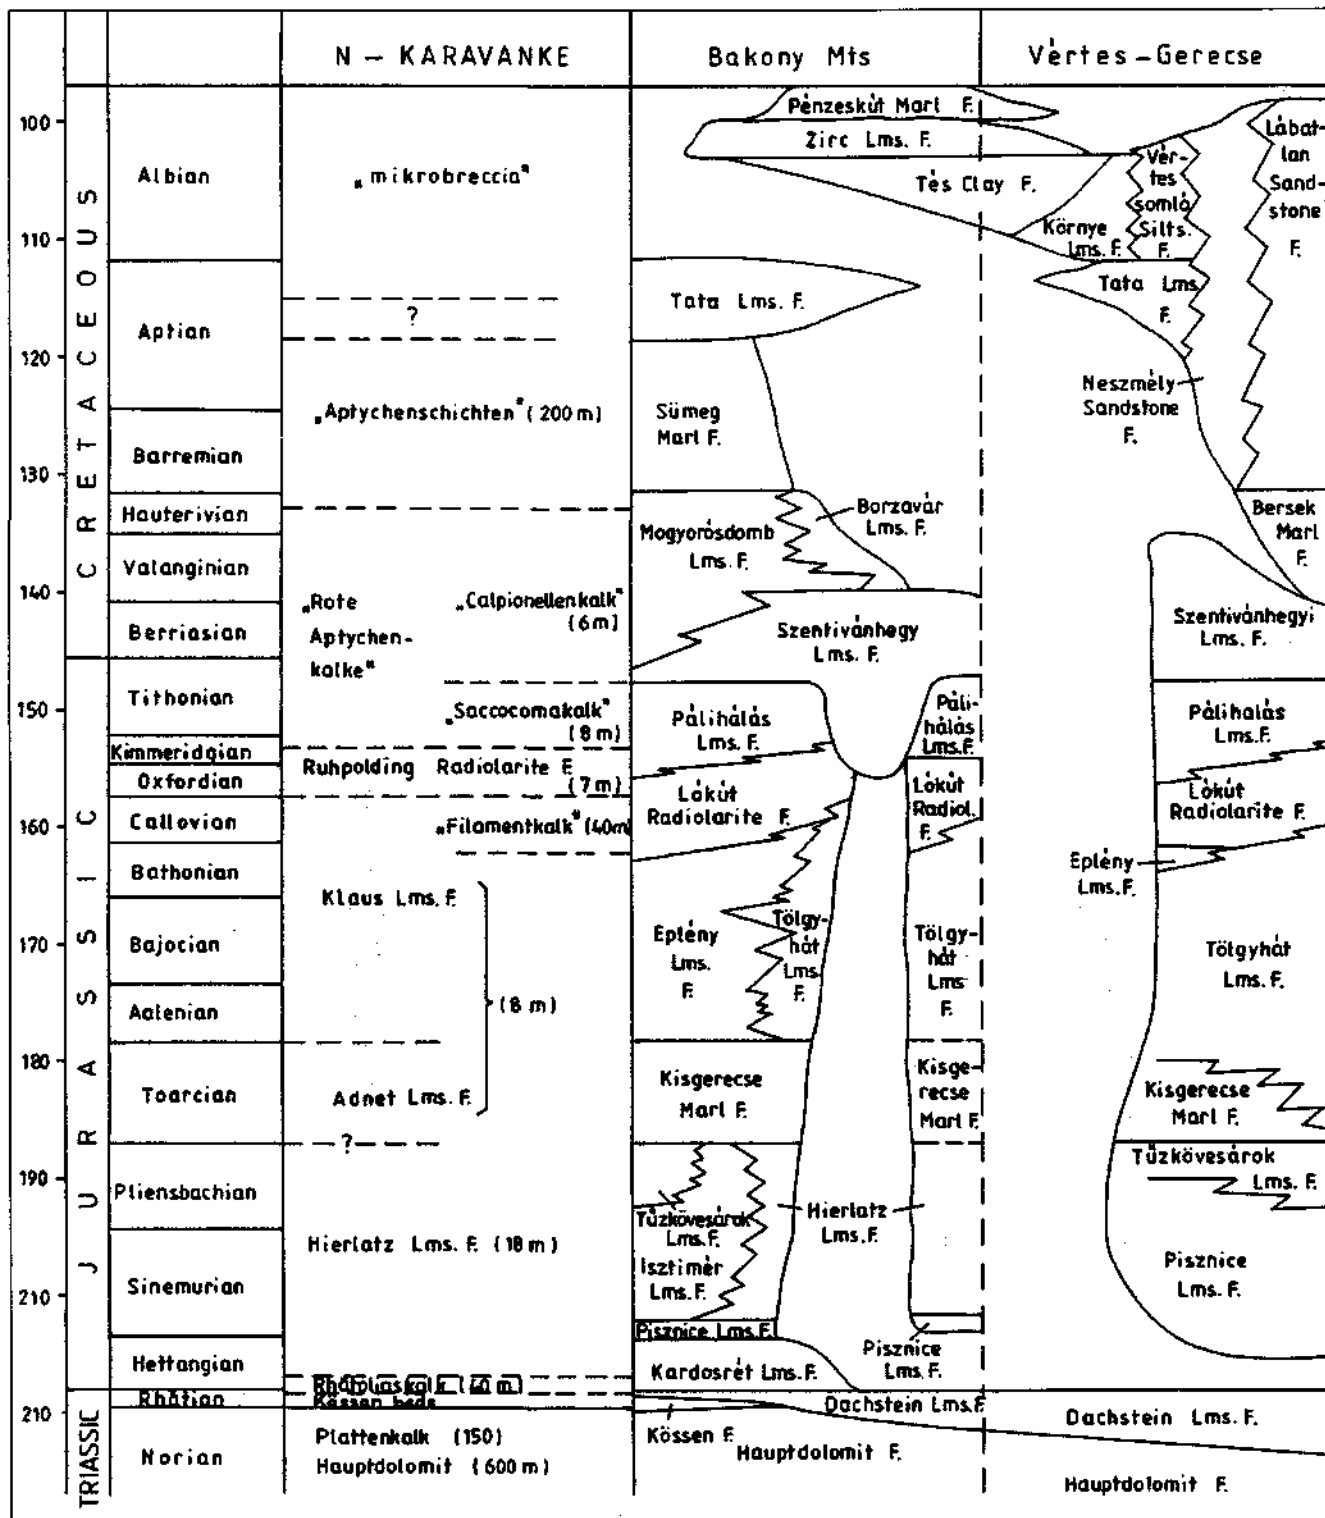 N – KARAVANKE
Bakony Mts
Vértes – Gerecse
100
110
120
130
140
150
160
170
180
190
210
210
CRETACEOUS
JURASSIC
TRIASSIC
Albian
Aptian
Barremian
Hauterivian
Valanginian
Berriasian
Tithonian
Kimmeridgian
Oxfordian
Callovian
Bathonian
Bajocian
Aalenian
Toarcian
Pliensbachian
Sinemurian
Hettangian
Rhätian
Norian
„mikrobreccia"
?
„Aptychenschichten" (200 m)
„Rote
Aptychen-
kalke"
„Calpionellenkalk"
(6m)
„Saccocomakalk"
(8 m)
Ruhpolding Radiolarite F.
(7 m)
„Filamentkalk" (40m)
Klaus Lms. F.
(8 m)
Adnet Lms. F.
?
Hierlatz Lms. F. (18 m)
Rhätoliaskalk (40 m)
Kössen beds
Plattenkalk (150)
Hauptdolomit (600 m)
Pénzeskút Marl F.
Zirc Lms. F.
Tés Clay F.
Tata Lms. F.
Sümeg
Marl F.
Mogyorósdomb
Lms. F.
Borzavár
Lms. F.
Szentivánhegy
Lms. F.
Pálihálás
Lms. F.
Páli-
hálás
Lms. F.
Lókút
Radiolarite F.
Lókút
Radiol.
F.
Eplény
Lms.
F.
Tölgy-
hát
Lms.
F.
Tölgy-
hát
Lms
F.
Kisgerecse
Marl F.
Kisge-
recse
Marl F.
Tűzkövesárok
Lms. F.
Isztimér
Lms. F.
Hierlatz
Lms. F.
Pisznice Lms. F.
Pisznice
Lms. F.
Kardosrét Lms. F.
Dachstein Lms. F
Kössen F.
Hauptdolomit F.
Környe
Lms. F.
Vér-
tes
somló
Silts.
F.
Lábat-
lan
Sand-
stone
F.
Tata Lms
F.
Neszmély
Sandstone
F.
Bersek
Marl
F.
Szentivánhegyi
Lms. F.
Pálihalás
Lms. F.
Lókút
Radiolarite F.
Eplény
Lms. F.
Tölgyhát
Lms. F.
Kisgerecse
Marl F.
Tűzkövesárok
Lms. F.
Pisznice
Lms. F.
Dachstein Lms. F.
Hauptdolomit F.